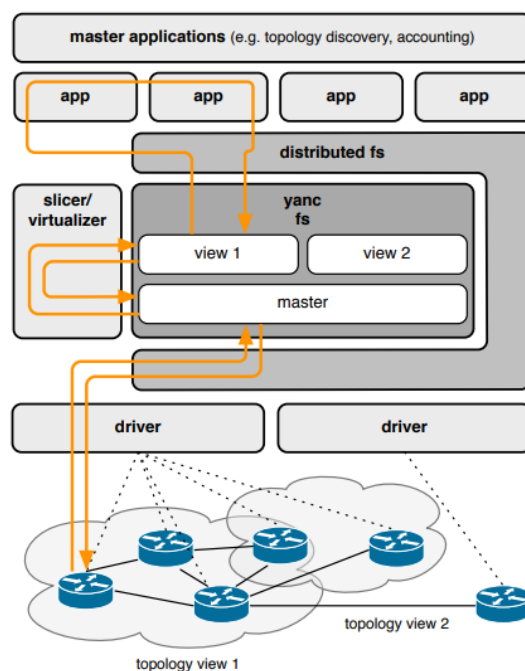 master applications (e.g. topology discovery, accounting)
app app app app
distributed fs
slicer/
virtualizer
yanc
fs
view 1 view 2
master
driver driver
topology view 2
topology view 1